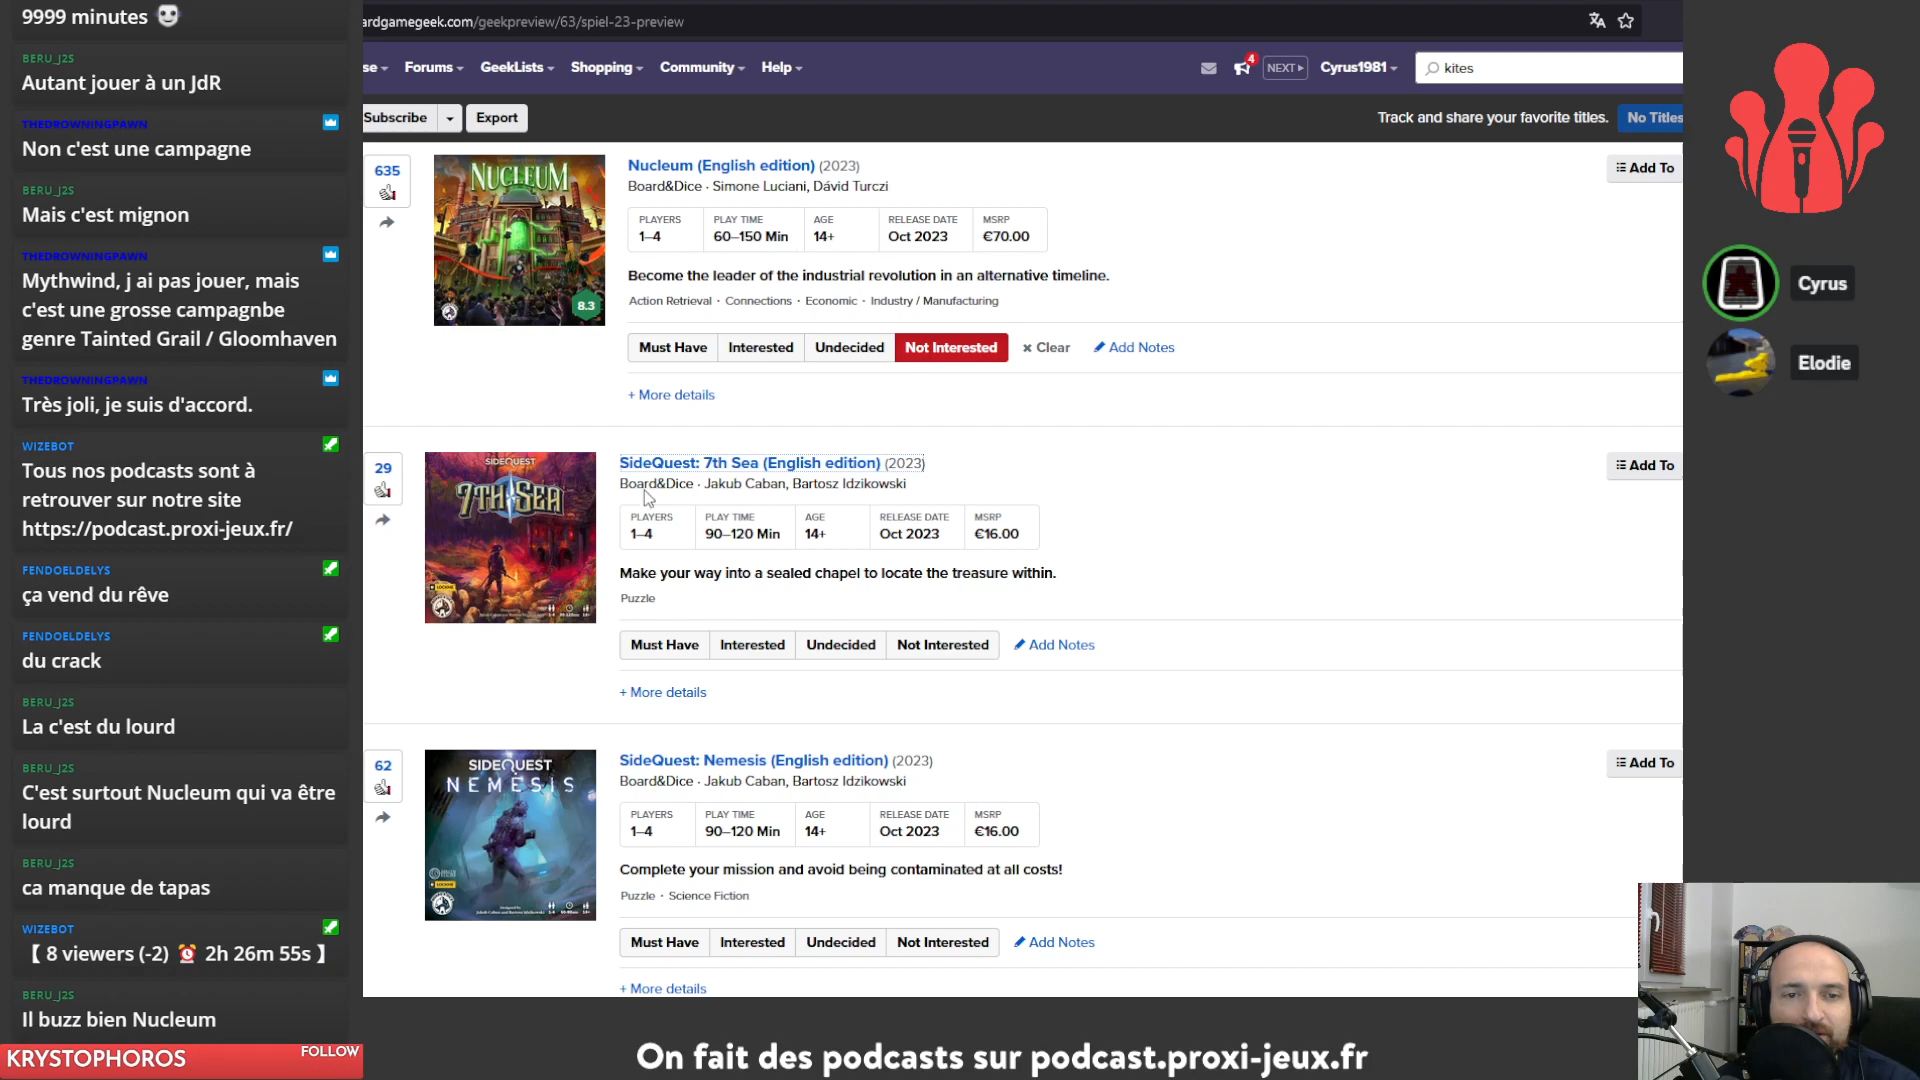 9999 minutes
BERU_J2S
Autant jouer à un JdR
THEDROWNINGPAWN
Non c'est une campagne
BERU_J2S
Mais c'est mignon
THEDROWNINGPAWN
Mythwind, j ai pas jouer, mais
c'est une grosse campagnbe
genre Tainted Grail / Gloomhaven
THEDROWNINGPAWN
Très joli, je suis d'accord.
WIZEBOT
Tous nos podcasts sont à
retrouver sur notre site
https://podcast.proxi-jeux.fr/
FENDOELDELYS
ça vend du rêve
FENDOELDELYS
du crack
BERU_J2S
La c'est du lourd
BERU_J2S
C'est surtout Nucleum qui va être
lourd
BERU_J2S
ca manque de tapas
WIZEBOT
【 8 viewers (-2) ⏰ 2h 26m 55s 】
BERU_J2S
Il buzz bien Nucleum
KRYSTOPHOROS FOLLOW
ardgamegeek.com/geekpreview/63/spiel-23-preview
se Forums GeekLists Shopping Community Help 4 NEXT Cyrus1981 kites
Subscribe Export Track and share your favorite titles. No Titles
635
NUCLEUM
8.3
Nucleum (English edition) (2023)
Board&Dice · Simone Luciani, Dávid Turczi
PLAYERS PLAY TIME AGE RELEASE DATE MSRP
1–4 60–150 Min 14+ Oct 2023 €70.00
Become the leader of the industrial revolution in an alternative timeline.
Action Retrieval · Connections · Economic · Industry / Manufacturing
Must Have Interested Undecided Not Interested × Clear Add Notes
+ More details
Add To
29
SIDEQUEST
7TH SEA
SideQuest: 7th Sea (English edition) (2023)
Board&Dice · Jakub Caban, Bartosz Idzikowski
PLAYERS PLAY TIME AGE RELEASE DATE MSRP
1–4 90–120 Min 14+ Oct 2023 €16.00
Make your way into a sealed chapel to locate the treasure within.
Puzzle
Must Have Interested Undecided Not Interested Add Notes
+ More details
Add To
62
SIDEQUEST
NEMESIS
SideQuest: Nemesis (English edition) (2023)
Board&Dice · Jakub Caban, Bartosz Idzikowski
PLAYERS PLAY TIME AGE RELEASE DATE MSRP
1–4 90–120 Min 14+ Oct 2023 €16.00
Complete your mission and avoid being contaminated at all costs!
Puzzle · Science Fiction
Must Have Interested Undecided Not Interested Add Notes
+ More details
Add To
Cyrus
Elodie
On fait des podcasts sur podcast.proxi-jeux.fr